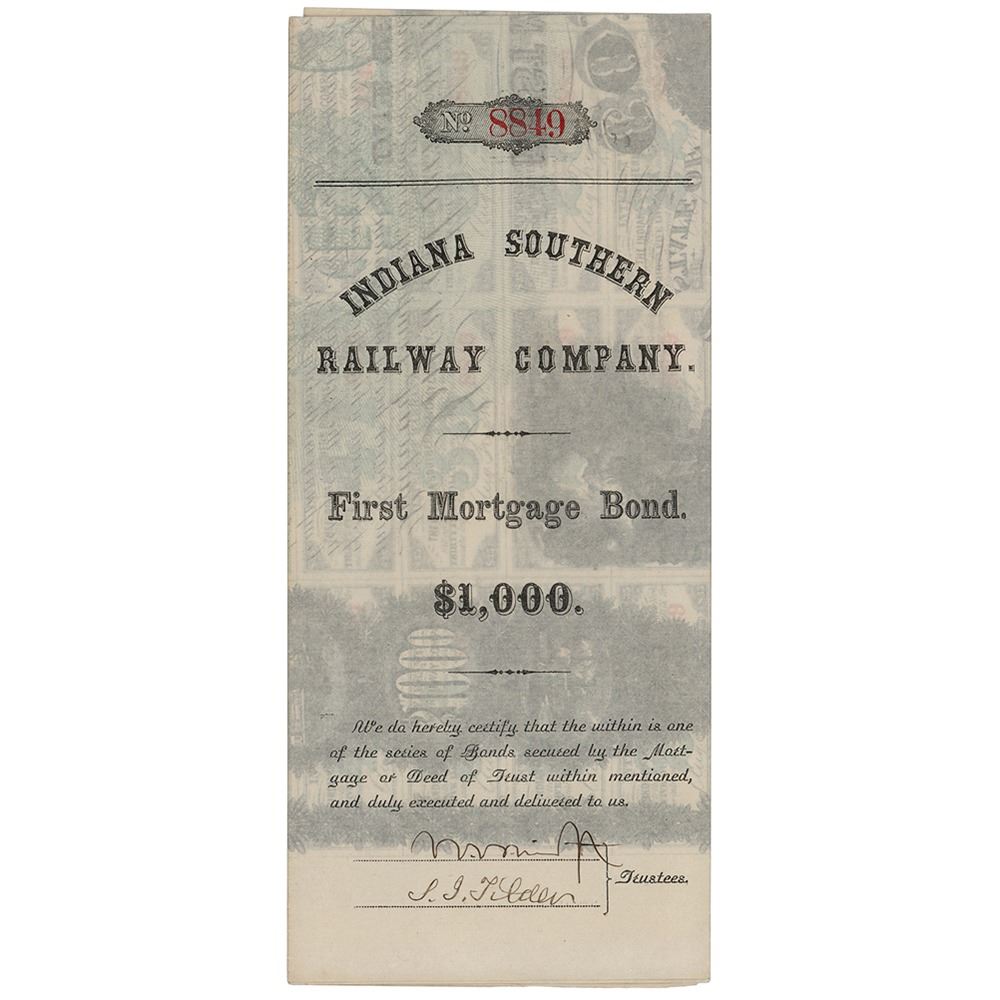 No 8849
INDIANA SOUTHERN
RAILWAY COMPANY.
First Mortgage Bond.
$1,000.
We do hereby certify that the within is one
of the series of Bonds secured by the Mort-
gage or Deed of Trust within mentioned,
and duly executed and delivered to us.
S. J. Tilden
Trustees.
1000